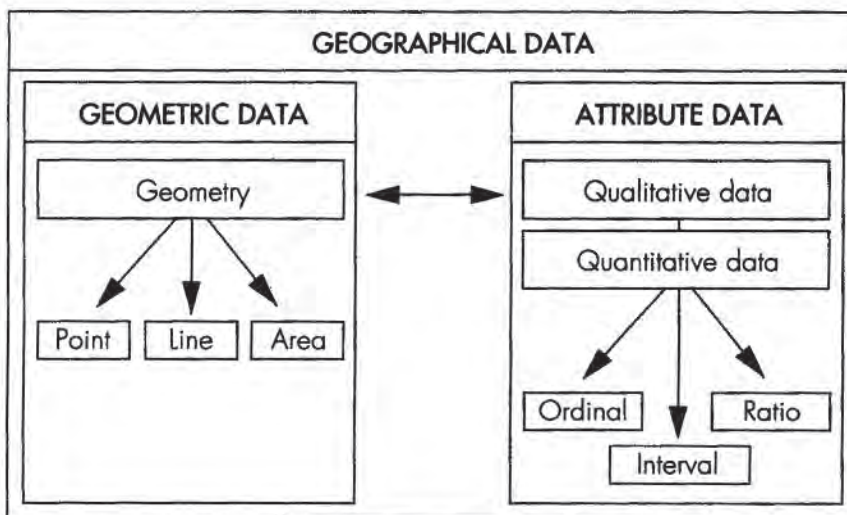 GEOGRAPHICAL DATA
GEOMETRIC DATA
Geometry
Point
Line
Area
ATTRIBUTE DATA
Qualitative data
Quantitative data
Ordinal
Ratio
Interval